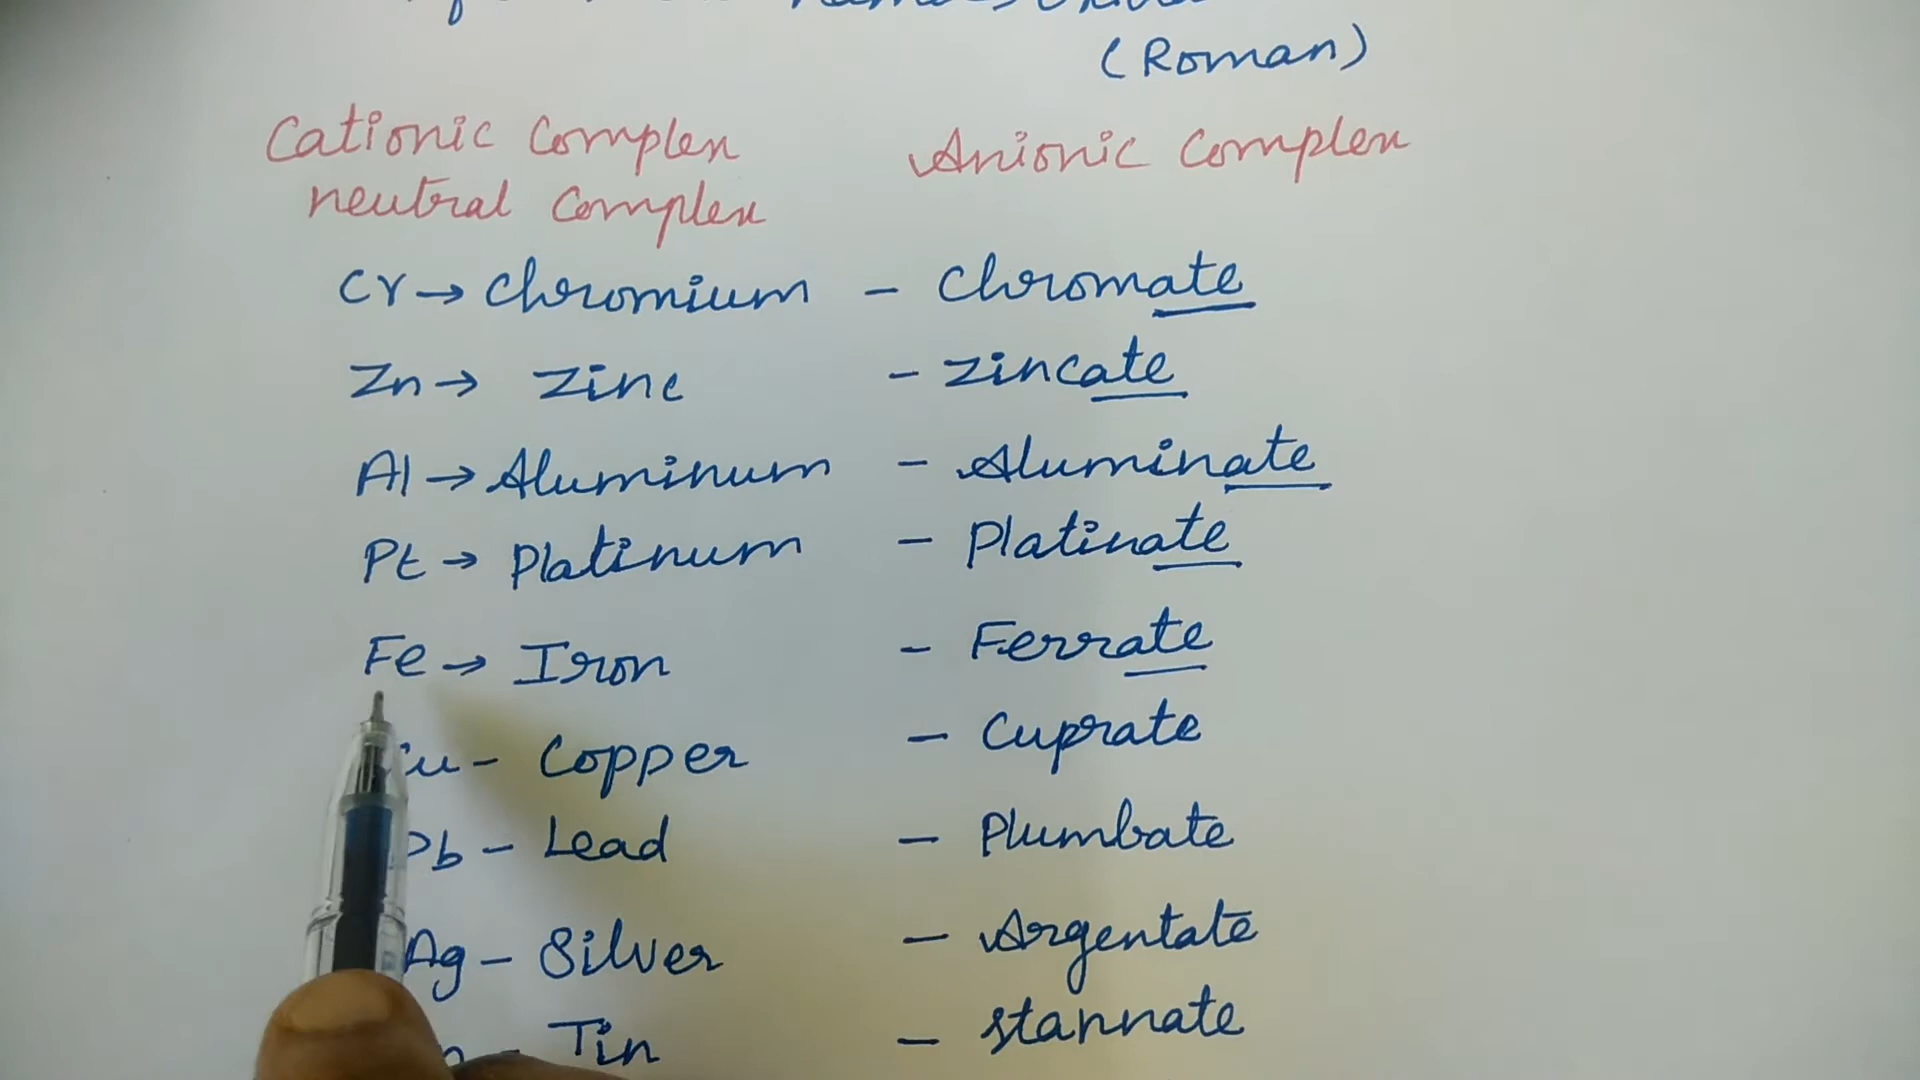 (Roman)
Cationic Complex Anionic Complex
neutral Complex
Cr → Chromium - Chromate
Zn → Zinc - Zincate
Al → Aluminum - Aluminate
Pt → Platinum - Platinate
Fe → Iron - Ferrate
Cu - Copper - Cuprate
Pb - Lead - Plumbate
Ag - Silver - Argentate
Tin - Stannate